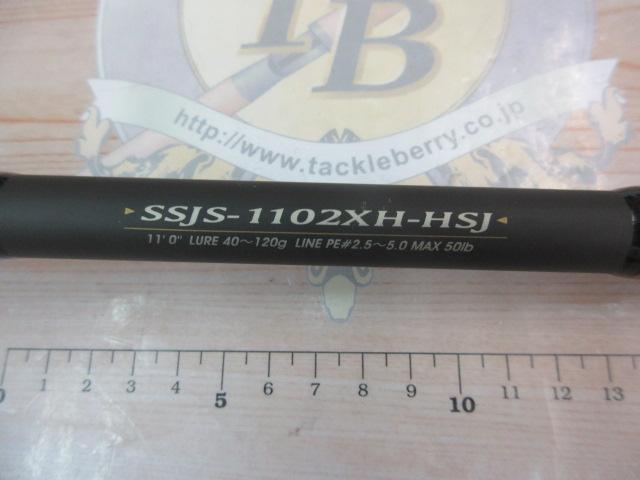 TB
http://www.tackleberry.co.jp
SSJS-1102XH-HSJ
11' 0" LURE 40～120g LINE PE#2.5～5.0 MAX 50lb
0 1 2 3 4 5 6 7 8 9 10 11 12 13